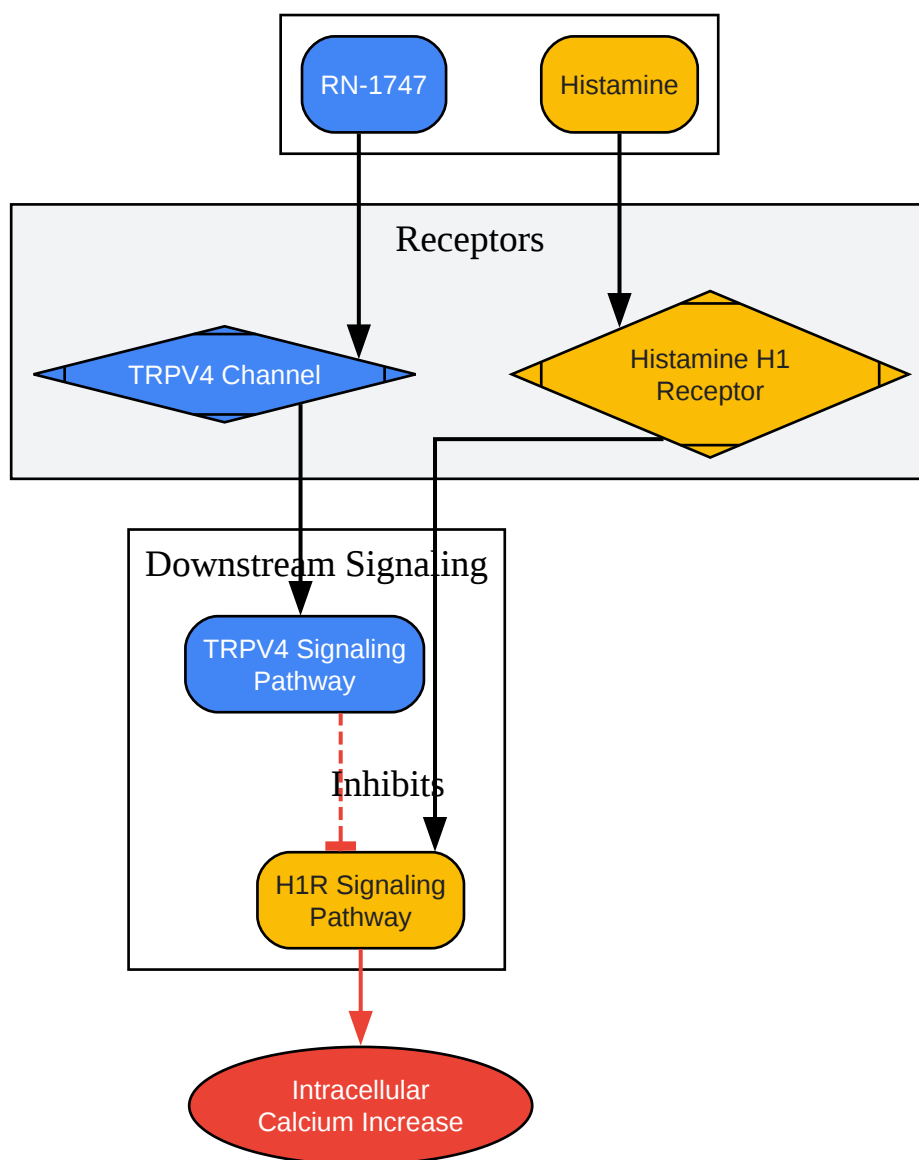 RN-1747
Histamine
Receptors
TRPV4 Channel
Histamine H1
Receptor
Downstream Signaling
TRPV4 Signaling
Pathway
Inhibits
H1R Signaling
Pathway
Intracellular
Calcium Increase